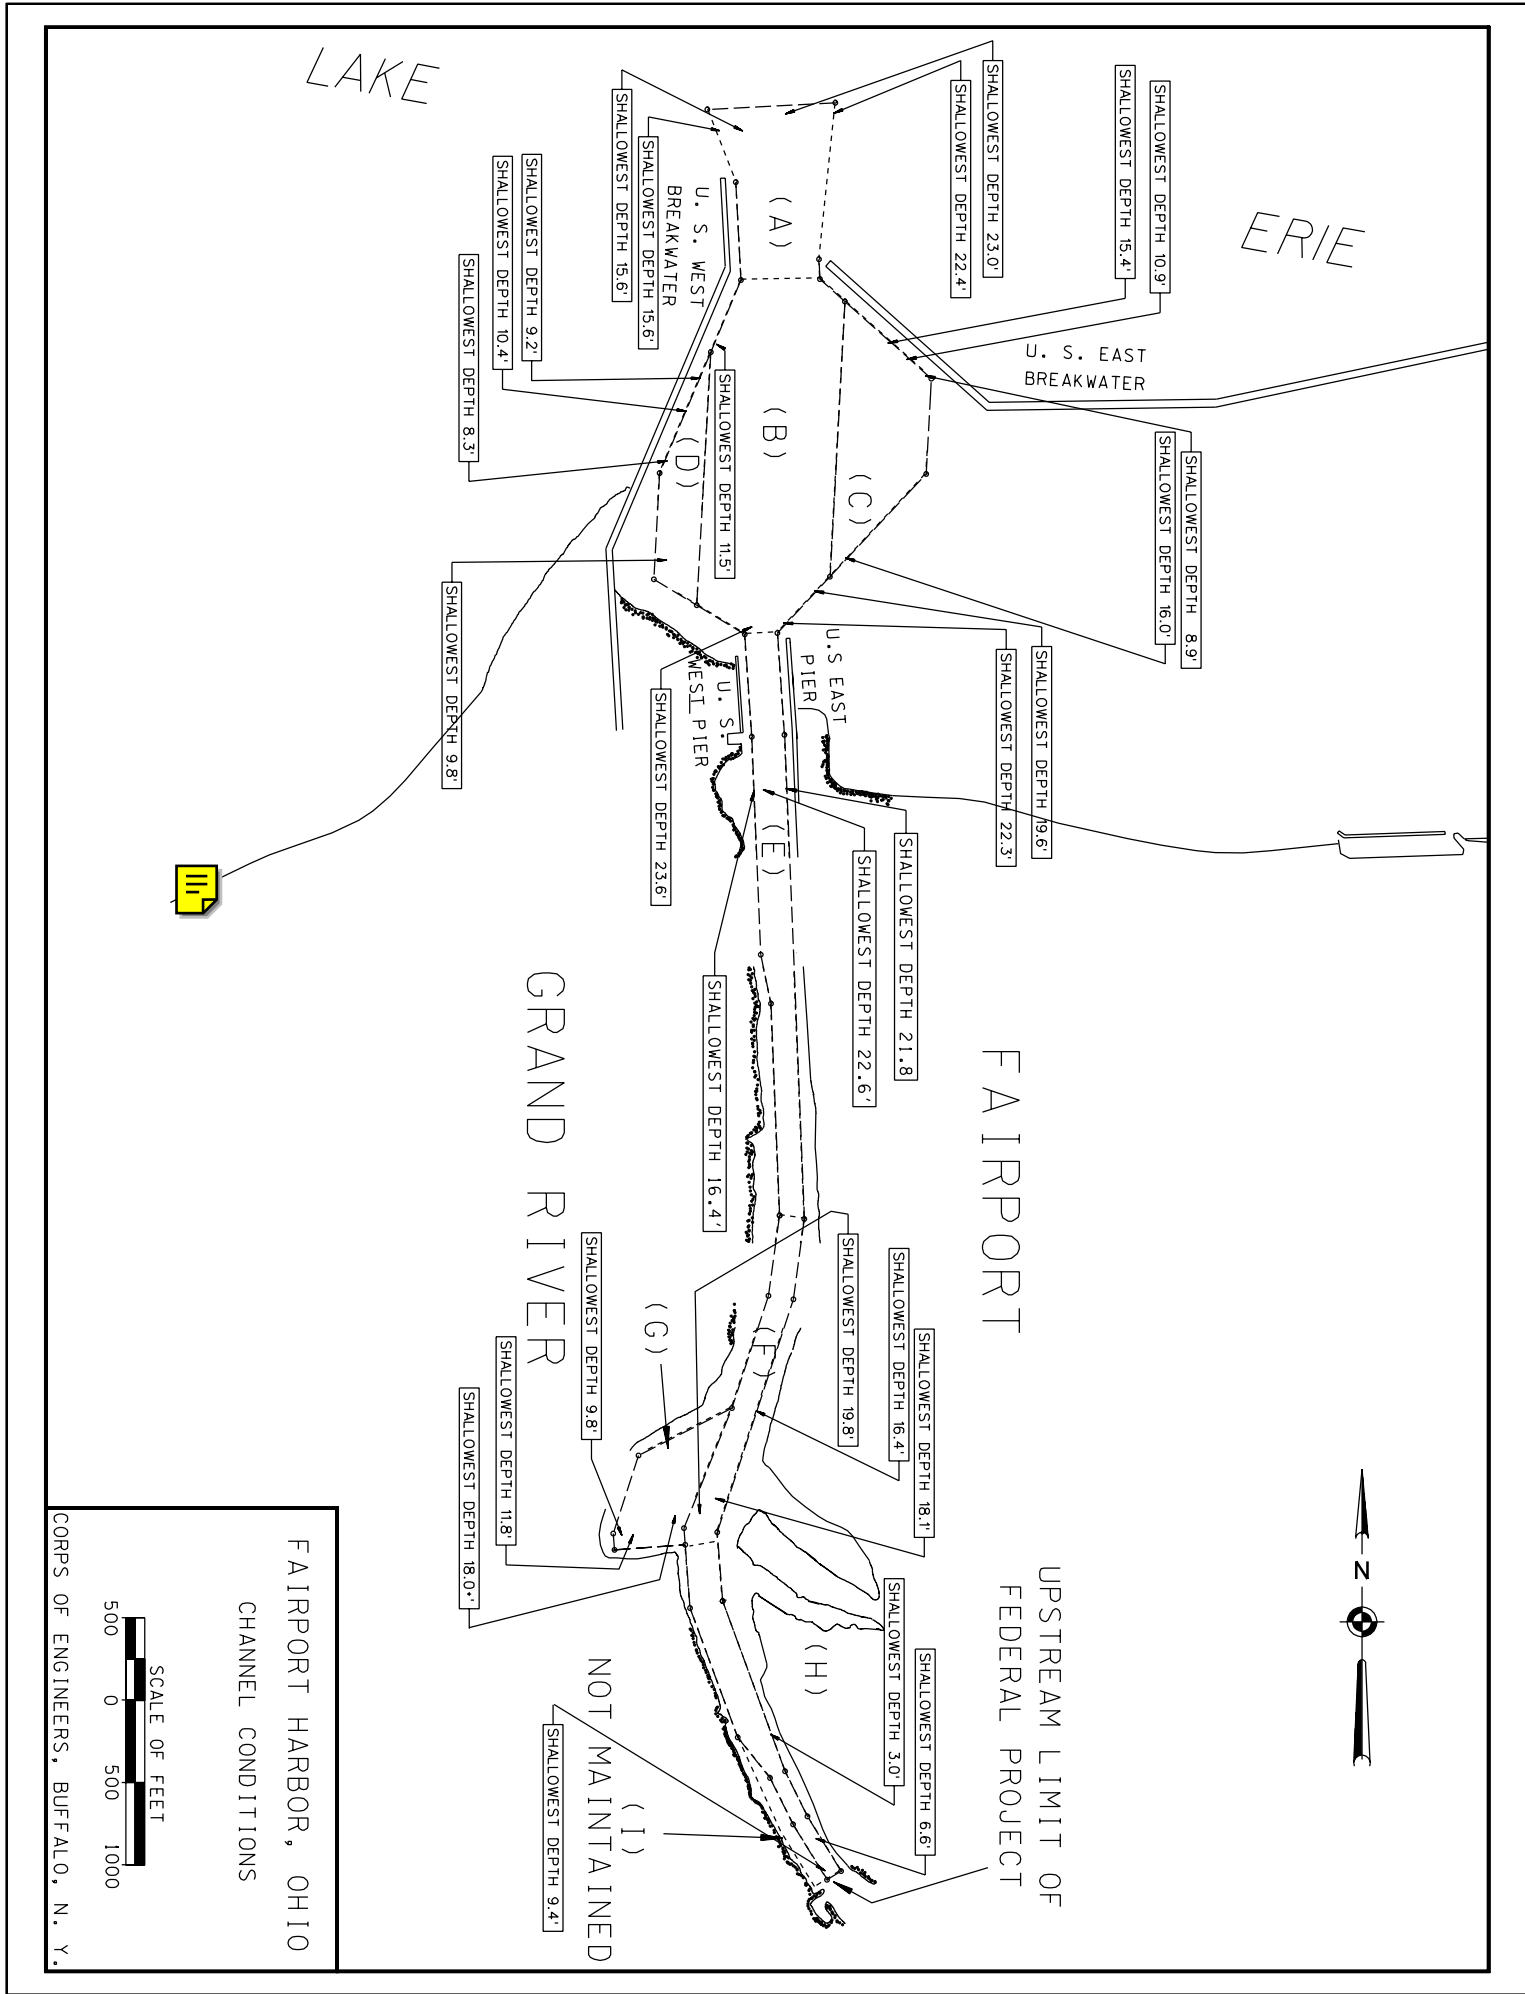 LAKE
ERIE
SHALLOWEST DEPTH 15.6'
SHALLOWEST DEPTH 15.6'
SHALLOWEST DEPTH 22.4'
SHALLOWEST DEPTH 23.0'
SHALLOWEST DEPTH 15.4'
SHALLOWEST DEPTH 10.9'
SHALLOWEST DEPTH 9.2'
SHALLOWEST DEPTH 10.4'
SHALLOWEST DEPTH 8.3'
U. S. WEST
BREAKWATER
(A)
U. S. EAST
BREAKWATER
(B)
(C)
(D)
SHALLOWEST DEPTH 11.5'
SHALLOWEST DEPTH 8.9'
SHALLOWEST DEPTH 16.0'
SHALLOWEST DEPTH 9.8'
SHALLOWEST DEPTH 23.6'
U. S.
WEST PIER
U.S EAST
PIER
SHALLOWEST DEPTH 19.6'
SHALLOWEST DEPTH 22.3'
(E)
SHALLOWEST DEPTH 21.8
SHALLOWEST DEPTH 22.6'
SHALLOWEST DEPTH 16.4'
FAIRPORT
GRAND RIVER
SHALLOWEST DEPTH 9.8'
SHALLOWEST DEPTH 11.8'
SHALLOWEST DEPTH 18.0+'
(G)
(F)
SHALLOWEST DEPTH 19.8'
SHALLOWEST DEPTH 16.4'
SHALLOWEST DEPTH 18.1'
N
UPSTREAM LIMIT OF
FEDERAL PROJECT
(H)
SHALLOWEST DEPTH 3.0'
SHALLOWEST DEPTH 6.6'
(I)
NOT MAINTAINED
SHALLOWEST DEPTH 9.4'
FAIRPORT HARBOR, OHIO
CHANNEL CONDITIONS
SCALE OF FEET
500 0 500 1000
CORPS OF ENGINEERS, BUFFALO, N. Y.